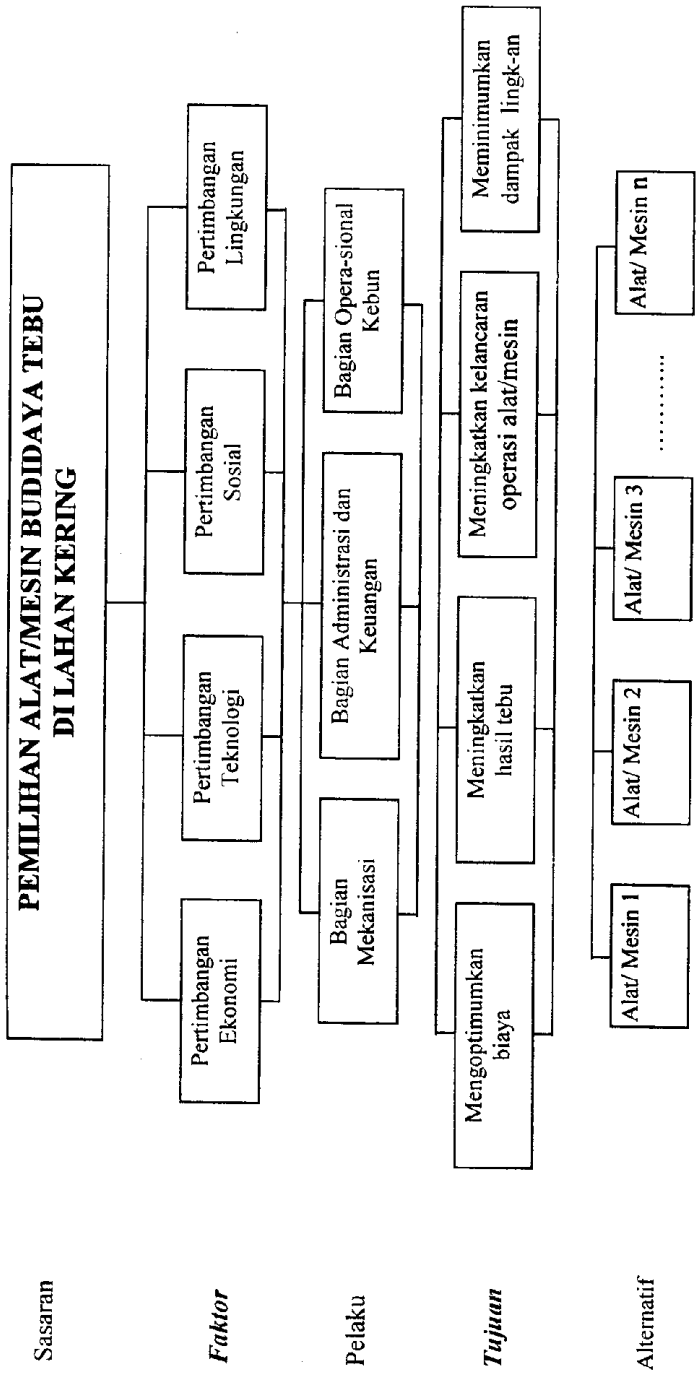 Sasaran
PEMILIHAN ALAT/MESIN BUDIDAYA TEBU
DI LAHAN KERING
Faktor
Pertimbangan
Ekonomi
Pertimbangan
Teknologi
Pertimbangan
Sosial
Pertimbangan
Lingkungan
Pelaku
Bagian
Mekanisasi
Bagian Administrasi dan
Keuangan
Bagian Opera-sional
Kebun
Tujuan
Mengoptimumkan
biaya
Meningkatkan
hasil tebu
Meningkatkan kelancaran
operasi alat/mesin
Meminimumkan
dampak lingk-an
Alternatif
Alat/ Mesin 1
Alat/ Mesin 2
Alat/ Mesin 3
............
Alat/ Mesin n